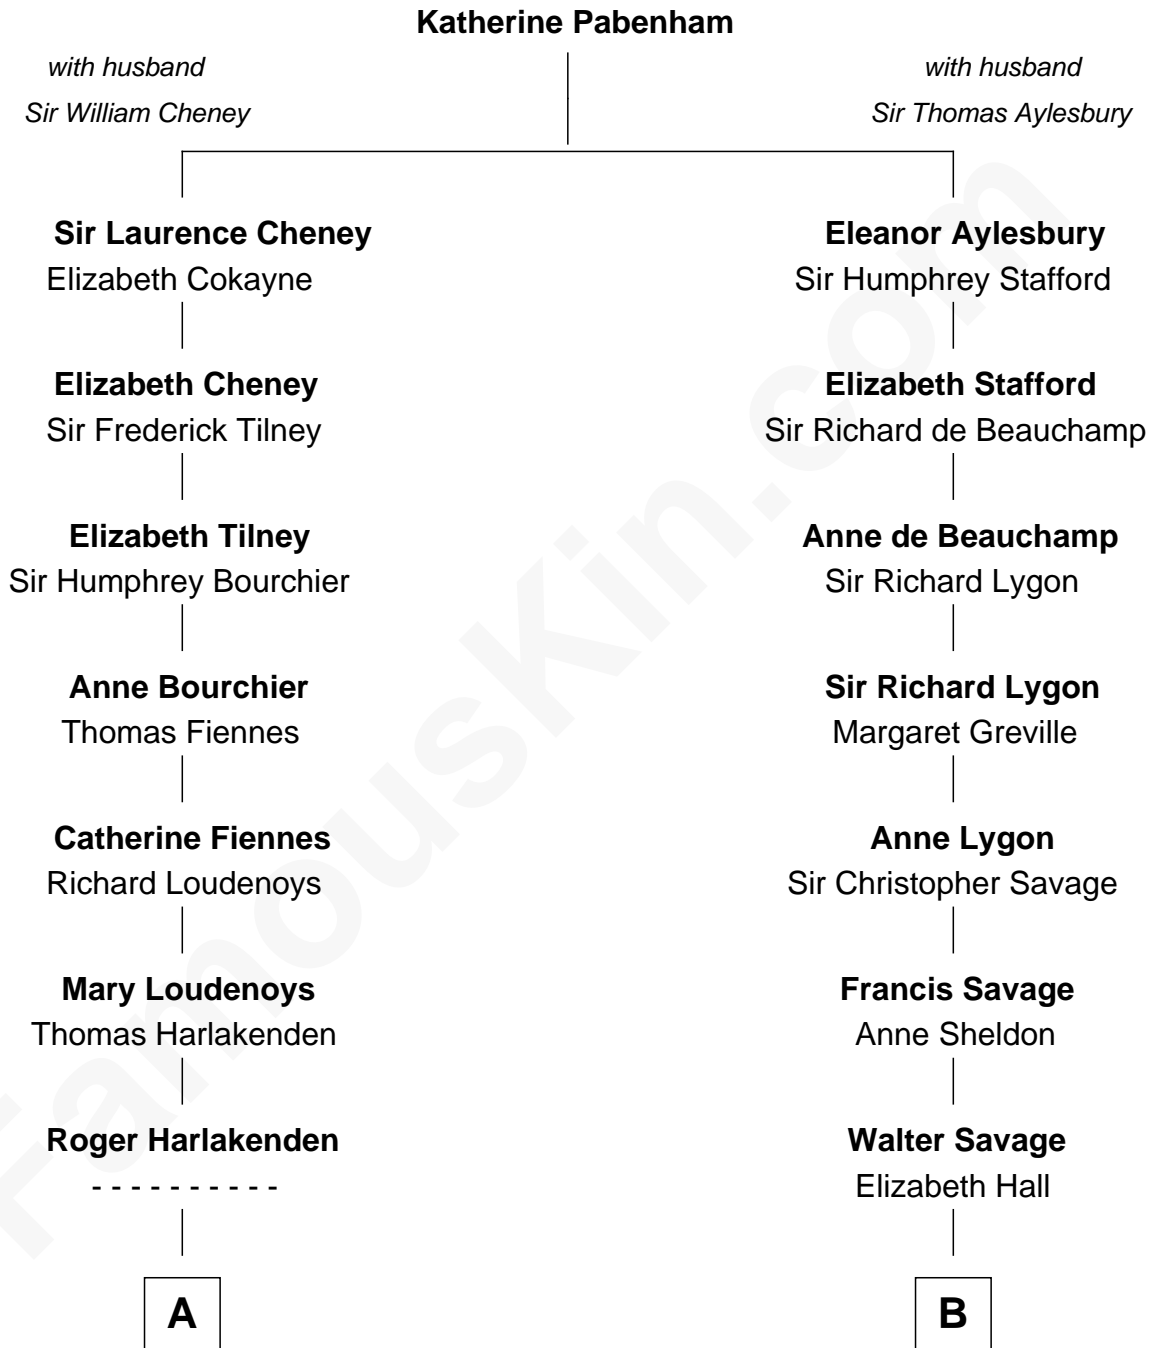 Katherine Pabenham
with husband
Sir William Cheney
with husband
Sir Thomas Aylesbury
Sir Laurence Cheney
Elizabeth Cokayne
Eleanor Aylesbury
Sir Humphrey Stafford
Elizabeth Cheney
Sir Frederick Tilney
Elizabeth Stafford
Sir Richard de Beauchamp
Elizabeth Tilney
Sir Humphrey Bourchier
Anne de Beauchamp
Sir Richard Lygon
Anne Bourchier
Thomas Fiennes
Sir Richard Lygon
Margaret Greville
Catherine Fiennes
Richard Loudenoys
Anne Lygon
Sir Christopher Savage
Mary Loudenoys
Thomas Harlakenden
Francis Savage
Anne Sheldon
Roger Harlakenden
- - - - - - - - - -
Walter Savage
Elizabeth Hall
A
B
FamousKin.com